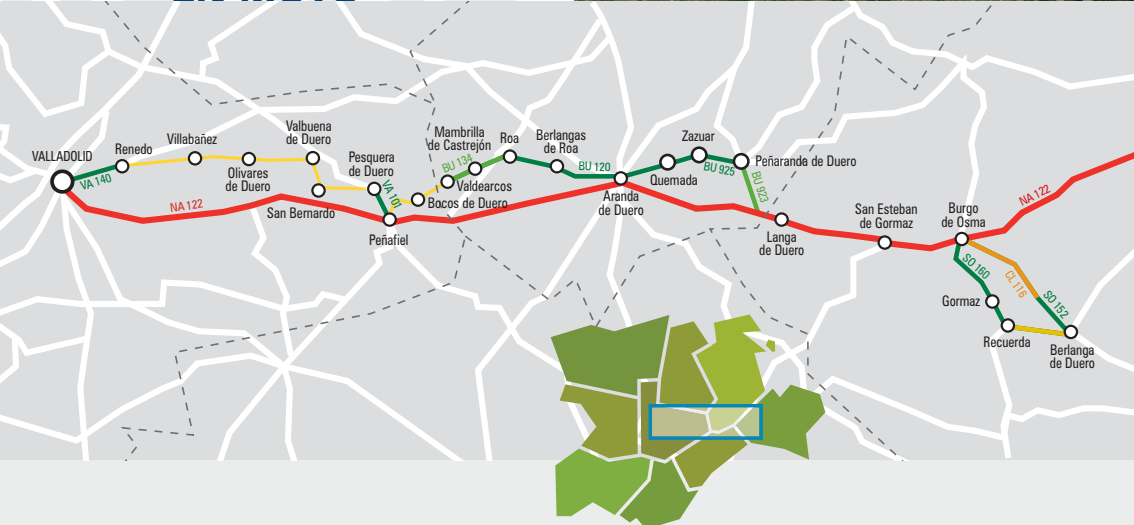 VALLADOLID
VA 140
Renedo
Villabañez
Olivares
de Duero
Valbuena
de Duero
San Bernardo
Pesquera
de Duero
VA 101
Peñafiel
NA 122
Bocos de Duero
Valdearcos
Mambrilla
de Castrejón
BU 134
Roa
Berlangas
de Roa
BU 120
Aranda
de Duero
Quemada
Zazuar
BU 925
Peñaranda de Duero
BU 923
Langa
de Duero
San Esteban
de Gormaz
Burgo
de Osma
NA 122
SO 160
CL 116
SO 152
Gormaz
Recuerda
Berlanga
de Duero